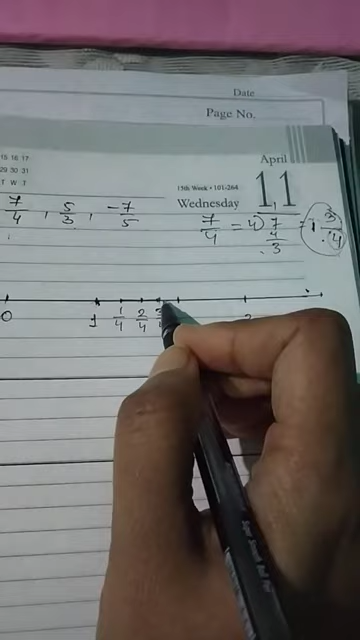 Date
Page No.
15 16 17
29 30 31
T W T
April
15th Week • 101-264
Wednesday 11
7/4 , 5/3 , -7/5
7/4 = 4)7 1 = 1 3/4
4
3
0 1 1/4 2/4